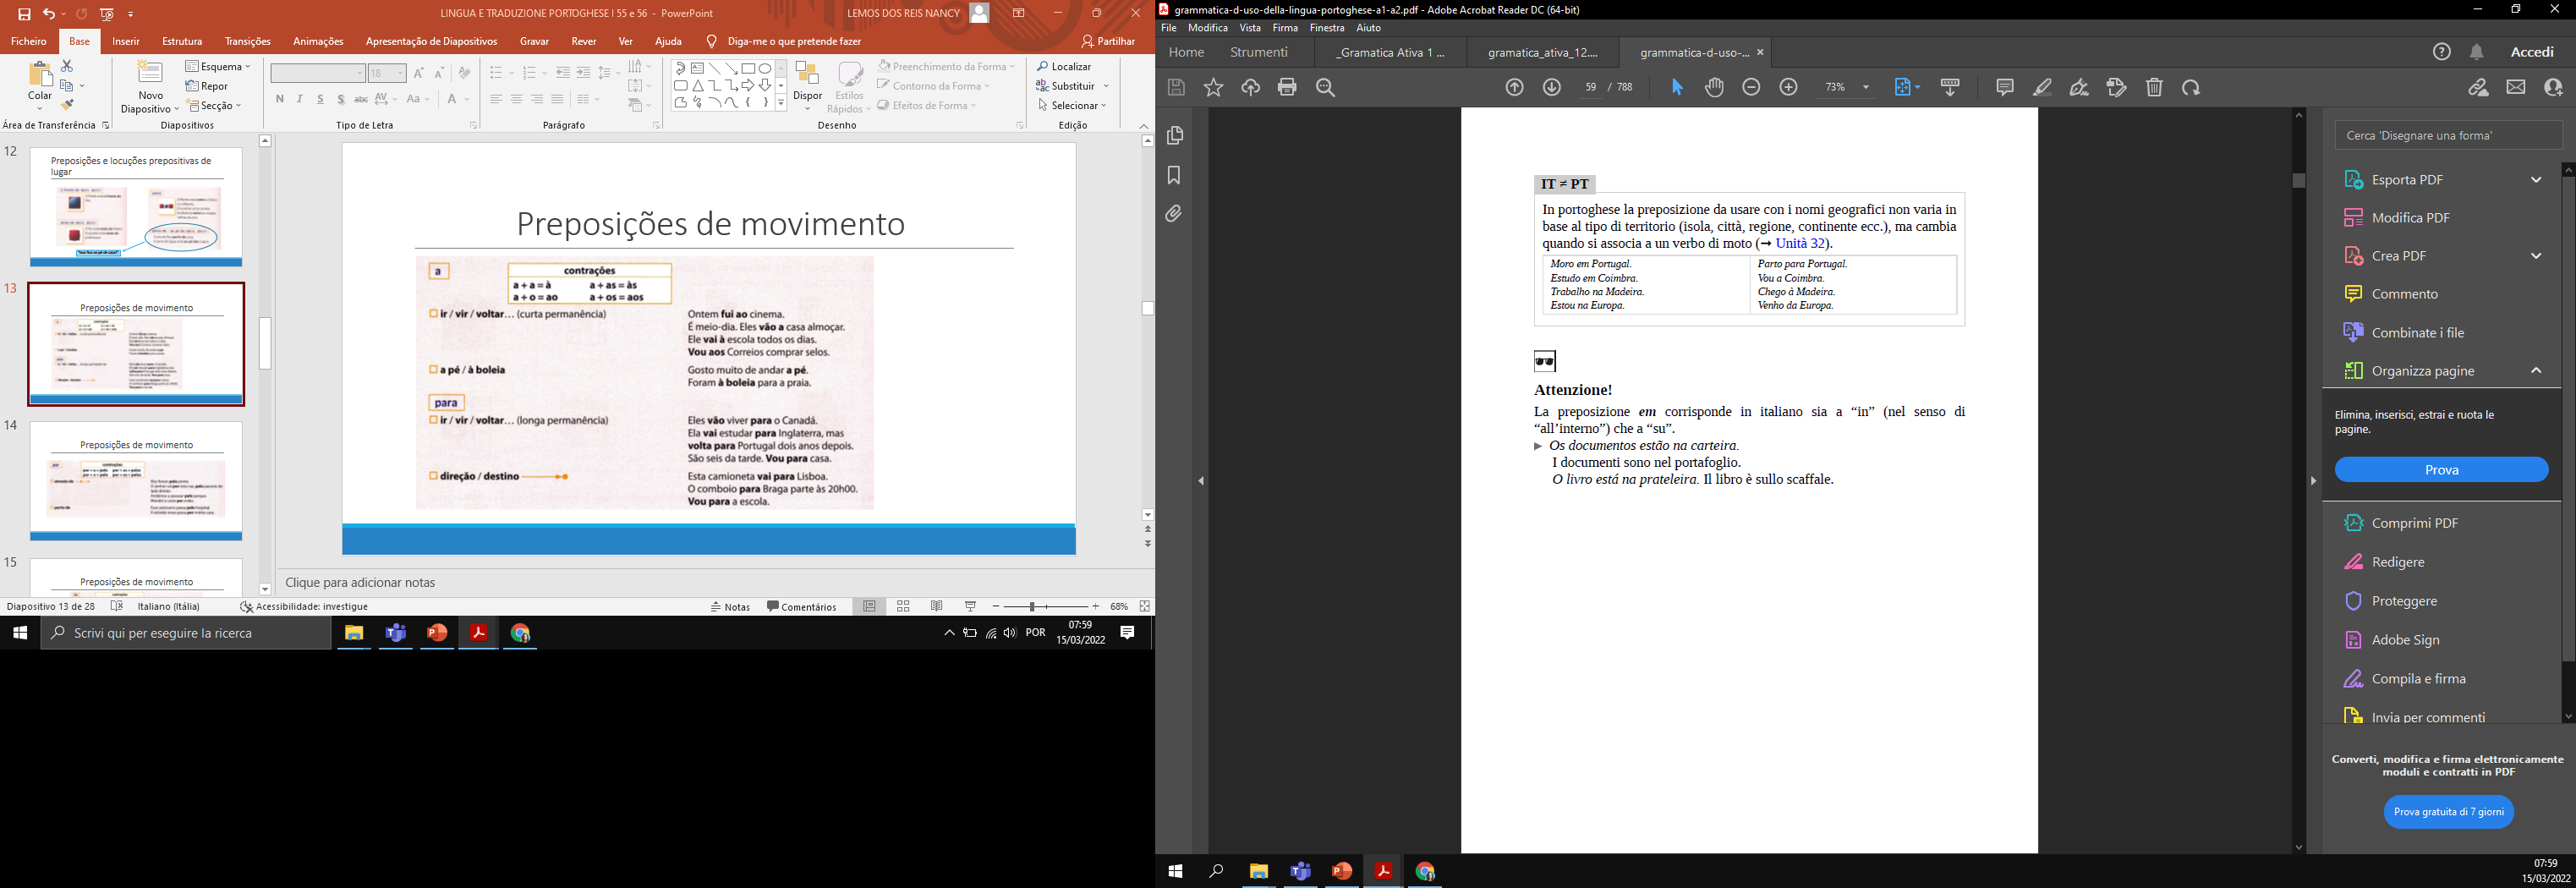 LINGUA E TRADUZIONE PORTOGHESE I 55 e 56 - PowerPoint
LEMOS DOS REIS NANCY
Ficheiro Base Inserir Estrutura Transições Animações Apresentação de Diapositivos Gravar Rever Ver Ajuda Diga-me o que pretende fazer Partilhar
Colar
Novo
Diapositivo
Esquema
Repor
Secção
18
N I S S abc AV Aa A
Dispor
Estilos
Rápidos
Preenchimento da Forma
Contorno da Forma
Efeitos de Forma
Localizar
Substituir
Selecionar
Área de Transferência Diapositivos Tipo de Letra Parágrafo Desenho Edição
12
Preposições e locuções prepositivas de
lugar
13
Preposições de movimento
14
Preposições de movimento
15
Preposições de movimento
Preposições de movimento
a
contrações
a + a = à a + as = às
a + o = ao a + os = aos
ir / vir / voltar… (curta permanência)
Ontem fui ao cinema.
É meio-dia. Eles vão a casa almoçar.
Ele vai à escola todos os dias.
Vou aos Correios comprar selos.
a pé / à boleia
Gosto muito de andar a pé.
Foram à boleia para a praia.
para
ir / vir / voltar… (longa permanência)
Eles vão viver para o Canadá.
Ela vai estudar para Inglaterra, mas
volta para Portugal dois anos depois.
São seis da tarde. Vou para casa.
direção / destino
Esta camioneta vai para Lisboa.
O comboio para Braga parte às 20h00.
Vou para a escola.
Clique para adicionar notas
Diapositivo 13 de 28 Italiano (Itália) Acessibilidade: investigue Notas Comentários 68%
Scrivi qui per eseguire la ricerca
POR
07:59
15/03/2022
grammatica-d-uso-della-lingua-portoghese-a1-a2.pdf - Adobe Acrobat Reader DC (64-bit)
File Modifica Vista Firma Finestra Aiuto
Home Strumenti _Gramatica Ativa 1 ... gramatica_ativa_12.... grammatica-d-uso-... Accedi
59 / 788 73%
IT ≠ PT
In portoghese la preposizione da usare con i nomi geografici non varia in
base al tipo di territorio (isola, città, regione, continente ecc.), ma cambia
quando si associa a un verbo di moto (➞ Unità 32).
Moro em Portugal. Parto para Portugal.
Estudo em Coimbra. Vou a Coimbra.
Trabalho na Madeira. Chego à Madeira.
Estou na Europa. Venho da Europa.
Attenzione!
La preposizione em corrisponde in italiano sia a “in” (nel senso di
“all’interno”) che a “su”.
Os documentos estão na carteira.
I documenti sono nel portafoglio.
O livro está na prateleira. Il libro è sullo scaffale.
Cerca 'Disegnare una forma'
Esporta PDF
Modifica PDF
Crea PDF
Commento
Combinate i file
Organizza pagine
Elimina, inserisci, estrai e ruota le
pagine.
Prova
Comprimi PDF
Redigere
Proteggere
Adobe Sign
Compila e firma
Invia per commenti
Converti, modifica e firma elettronicamente
moduli e contratti in PDF
Prova gratuita di 7 giorni
07:59
15/03/2022